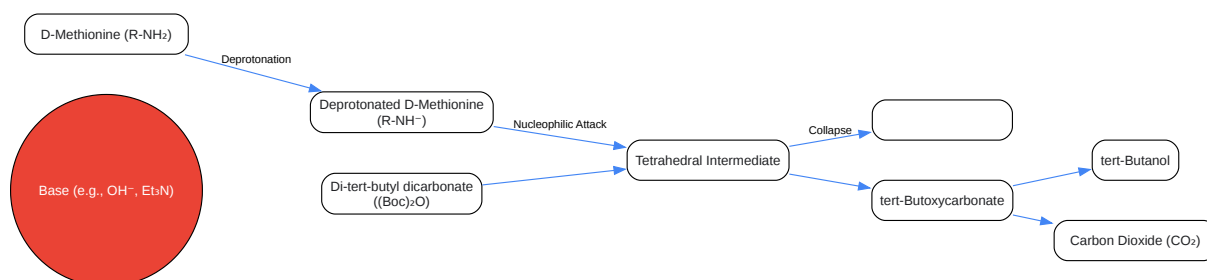 D-Methionine (R-NH₂)
Deprotonation
Base (e.g., OH⁻, Et₃N)
Deprotonated D-Methionine
(R-NH⁻)
Nucleophilic Attack
Di-tert-butyl dicarbonate
((Boc)₂O)
Tetrahedral Intermediate
Collapse
tert-Butoxycarbonate
tert-Butanol
Carbon Dioxide (CO₂)